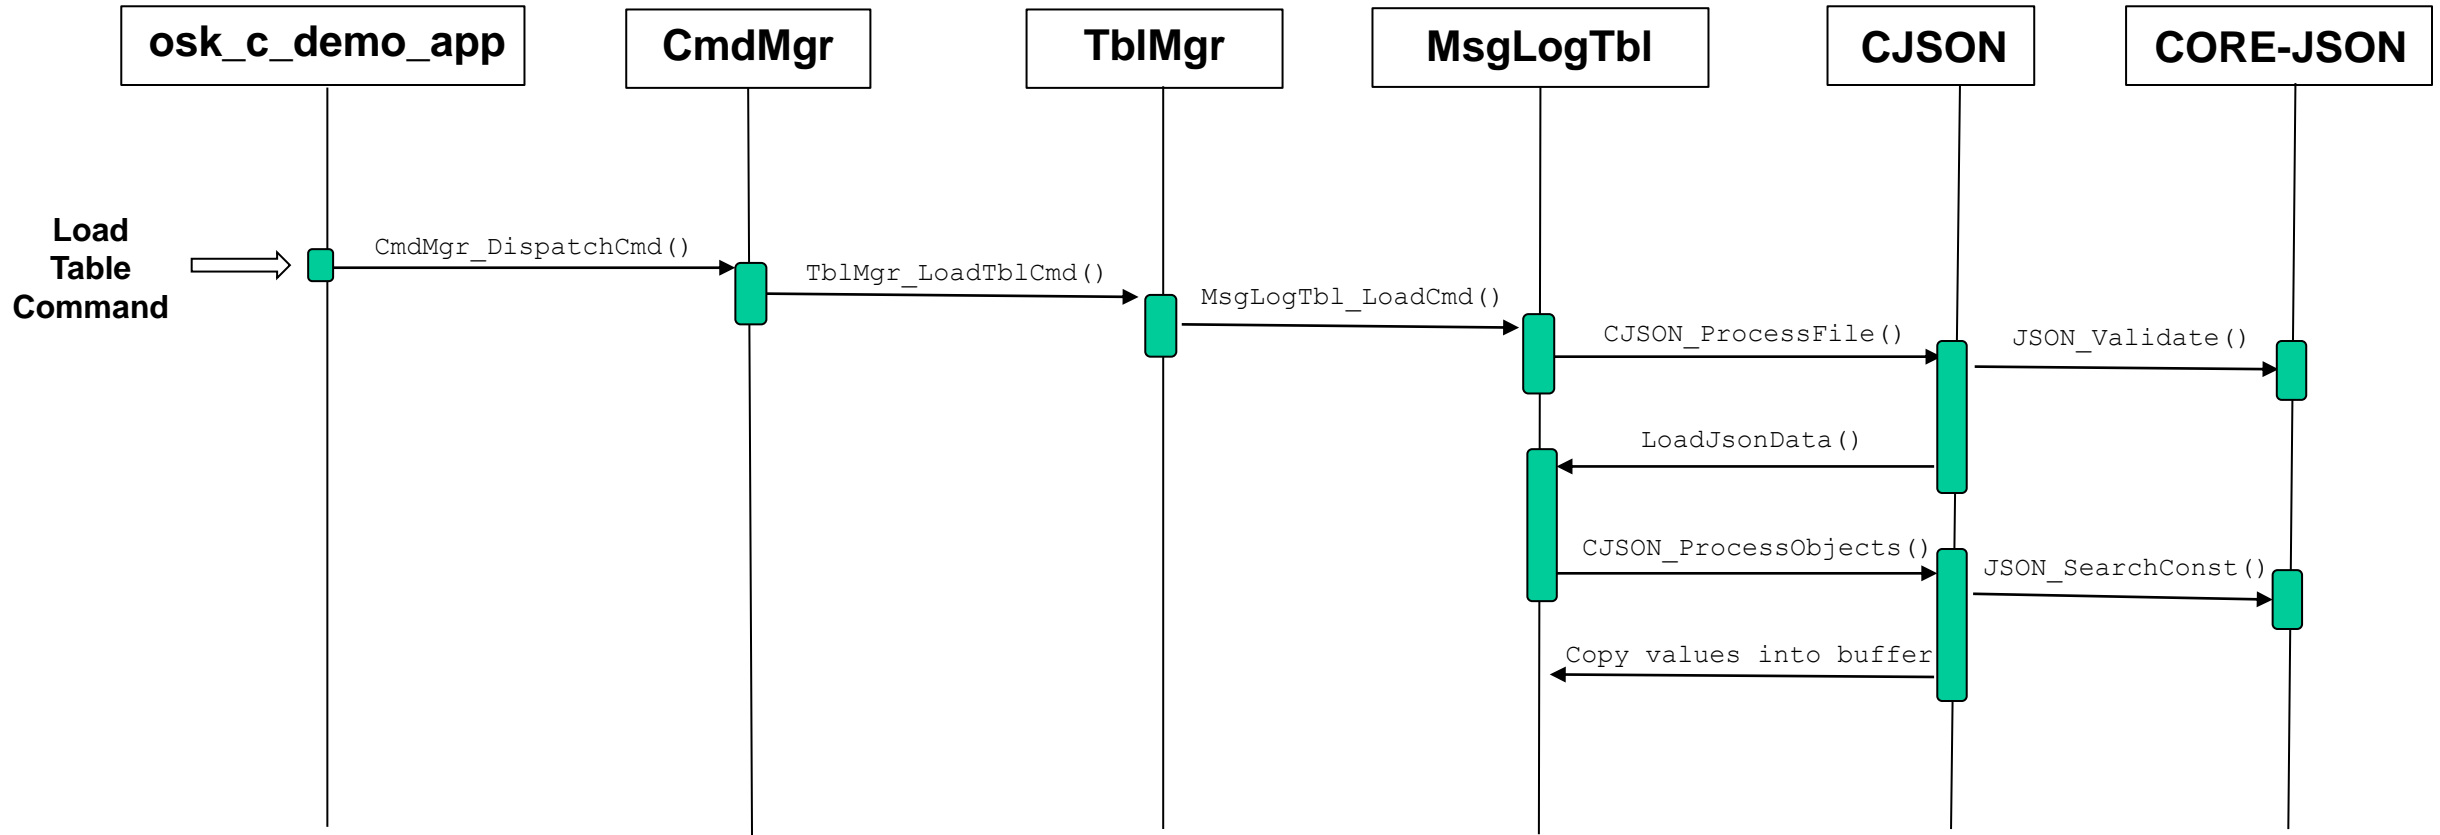 osk_c_demo_app
CmdMgr
TblMgr
MsgLogTbl
CJSON
CORE-JSON
Load
Table
Command
CmdMgr_DispatchCmd()
TblMgr_LoadTblCmd()
MsgLogTbl_LoadCmd()
CJSON_ProcessFile()
JSON_Validate()
LoadJsonData()
CJSON_ProcessObjects()
JSON_SearchConst()
Copy values into buffer